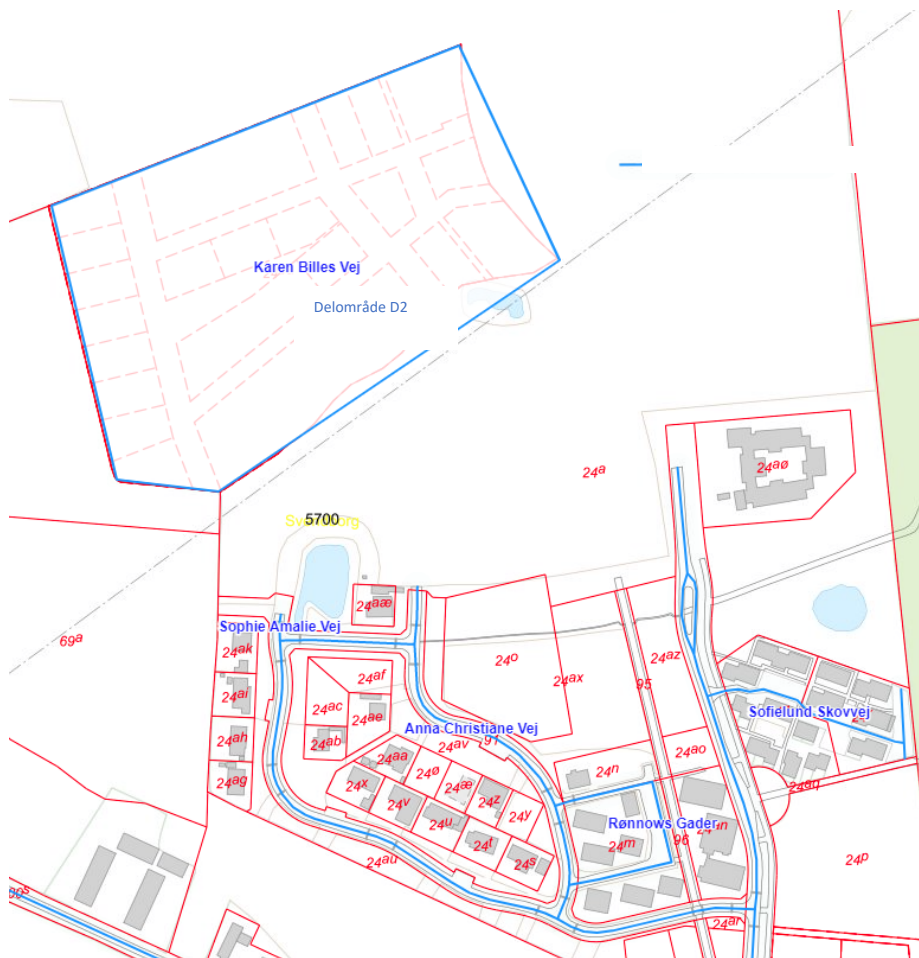 Karen Billes Vej
Delområde D2
24a
24aø
5700
24aæ
Sophie Amalie Vej
69a
24ak
24o
24az
24af
24ax
95
24ai
24ac
24ae
Sofielund Skovvej
Anna Christiane Vej
24ah
24ab
24av
97
24ao
24aa
24ø
24n
24ag
24x
24æ
24z
24aq
24v
24y
24u
Rønnows Gader
24m
96
24t
24s
24au
24p
24ar